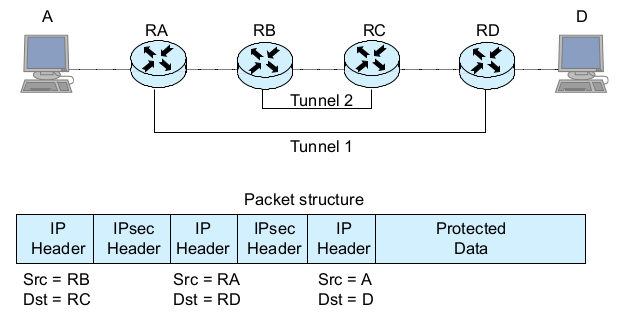 A
RA
RB
RC
RD
D
Tunnel 2
Tunnel 1
Packet structure
IP Header
IPsec Header
IP Header
IPsec Header
IP Header
Protected Data
Src = RB
Dst = RC
Src = RA
Dst = RD
Src = A
Dst = D